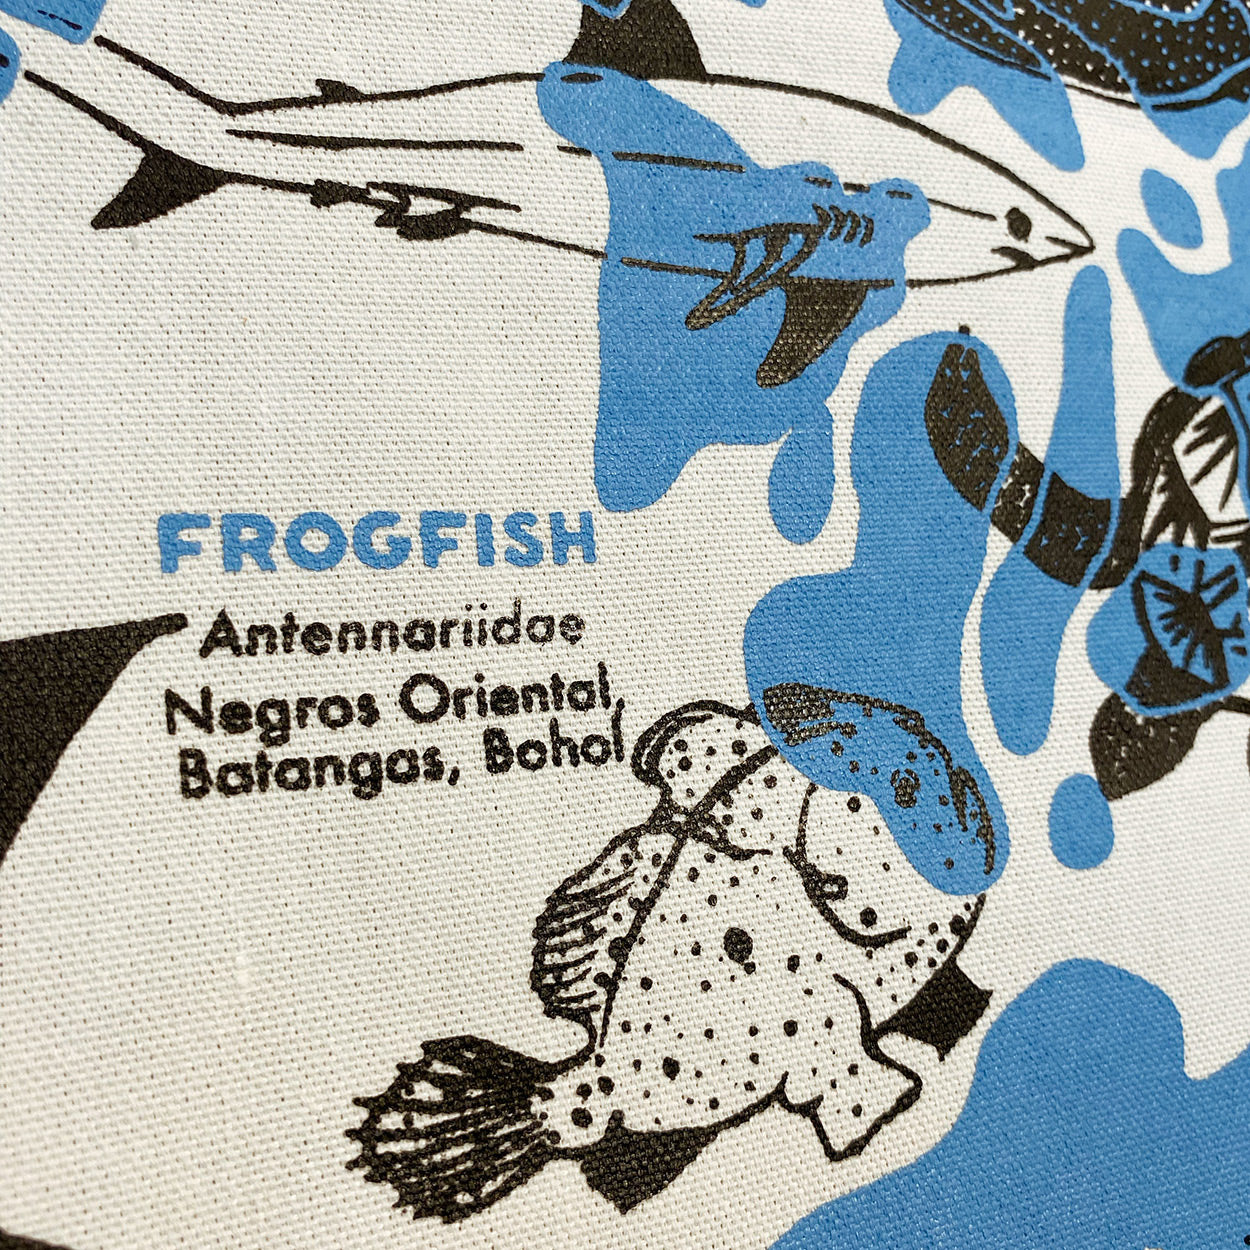 FROGFISH
Antennariidae
Negros Oriental,
Batangas, Bohol